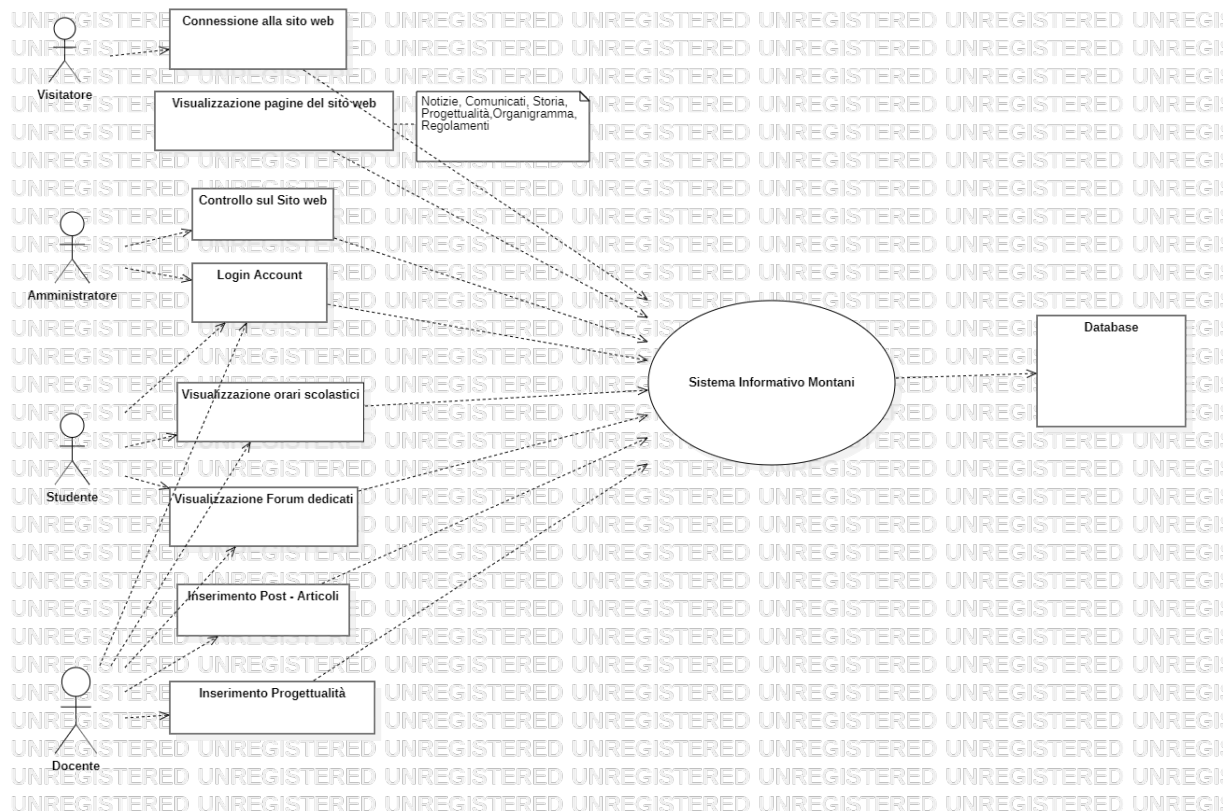 Connessione alla sito web
Visitatore
Visualizzazione pagine del sito web
Notizie, Comunicati, Storia,
Progettualità,Organigramma,
Regolamenti
Controllo sul Sito web
Amministratore
Login Account
Sistema Informativo Montani
Database
Visualizzazione orari scolastici
Studente
Visualizzazione Forum dedicati
Inserimento Post - Articoli
Inserimento Progettualità
Docente
UNREGISTERED